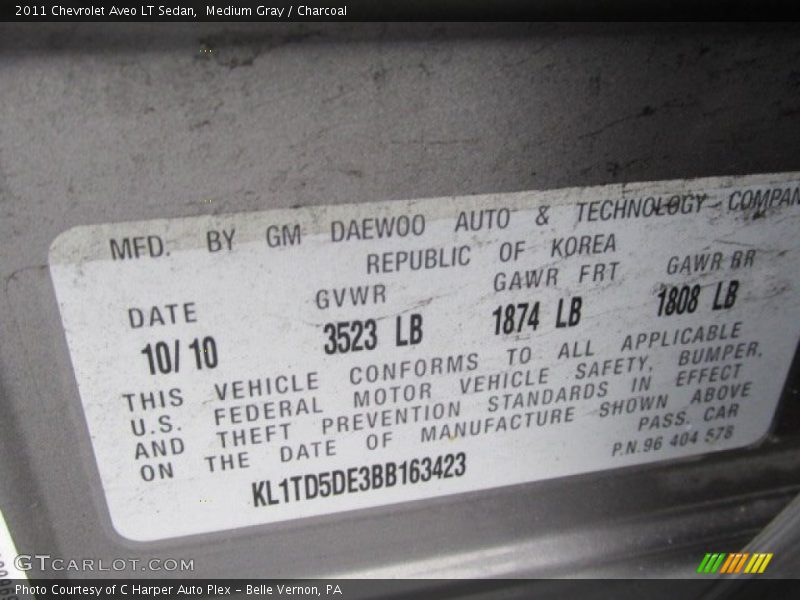 2011 Chevrolet Aveo LT Sedan, Medium Gray / Charcoal
MFD. BY GM DAEWOO AUTO & TECHNOLOGY COMPAN
REPUBLIC OF KOREA
DATE GVWR GAWR FRT GAWR RR
10/10 3523 LB 1874 LB 1808 LB
THIS VEHICLE CONFORMS TO ALL APPLICABLE
U.S. FEDERAL MOTOR VEHICLE SAFETY, BUMPER,
AND THEFT PREVENTION STANDARDS IN EFFECT
ON THE DATE OF MANUFACTURE SHOWN ABOVE
PASS. CAR
KL1TD5DE3BB163423 P.N.96 404 578
GTCARLOT.COM
Photo Courtesy of C Harper Auto Plex - Belle Vernon, PA